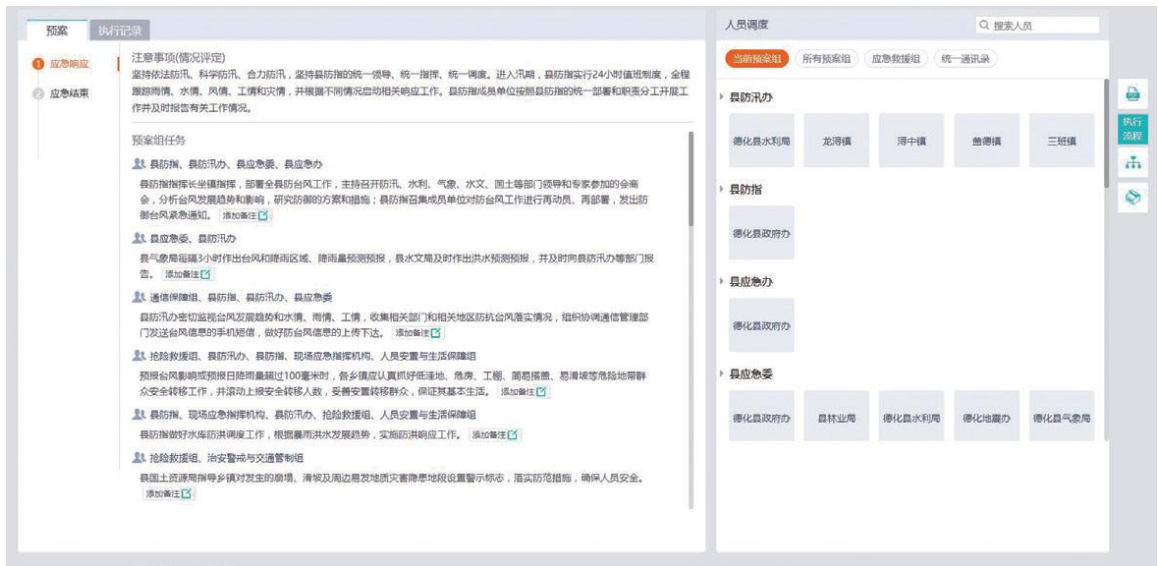 预案
执行记录
1 应急响应
2 应急结束
注意事项(情况评定)
坚持依法防汛、科学防汛、合力防汛，坚持县防指的统一领导、统一指挥、统一调度。进入汛期，县防指实行24小时值班制度，全程
跟踪雨情、水情、风情、工情和灾情，并根据不同情况启动相关响应工作。县防指成员单位按照县防指的统一部署和职责分工开展工
作并及时报告有关工作情况。
预案组任务
县防指、县防汛办、县应急委、县应急办
县防指指挥长坐镇指挥，部署全县防台风工作，主持召开防汛、水利、气象、水文、国土等部门领导和专家参加的会商
会，分析台风发展趋势和影响，研究防御的方案和措施；县防指召集成员单位对防台风工作进行再动员、再部署，发出防
御台风紧急通知。 添加备注
县应急委、县防汛办
县气象局每隔3小时作出台风和降雨区域、降雨量预测预报，县水文局及时作出洪水预测预报，并及时向县防汛办等部门报
告。 添加备注
通信保障组、县防指、县防汛办、县应急委
县防汛办密切监视台风发展趋势和水情、雨情、工情，收集相关部门和相关地区防抗台风落实情况，组织协调通信管理部
门发送台风信息的手机短信，做好防台风信息的上传下达。 添加备注
抢险救援组、县防汛办、县防指、现场应急指挥机构、人员安置与生活保障组
预报台风影响或预报日降雨量超过100毫米时，各乡镇应认真抓好低洼地、危房、工棚、简易搭盖、易滑坡等危险地带群
众安全转移工作，并滚动上报安全转移人数，妥善安置转移群众，保证其基本生活。 添加备注
县防指、现场应急指挥机构、县防汛办、抢险救援组、人员安置与生活保障组
县防指做好水库防洪调度工作，根据暴雨洪水发展趋势，实施防洪响应工作。 添加备注
抢险救援组、治安警戒与交通管制组
县国土资源局指导乡镇对发生的崩塌、滑坡及周边易发地质灾害隐患地段设置警示标志，落实防范措施，确保人员安全。
添加备注
人员调度
搜索人员
当前预案组 所有预案组 应急救援组 统一通讯录
县防汛办
德化县水利局 龙浔镇 浔中镇 盖德镇 三班镇
县防指
德化县政府办
县应急办
德化县政府办
县应急委
德化县政府办 县林业局 德化县水利局 德化地震办 德化县气象局
执行
流程